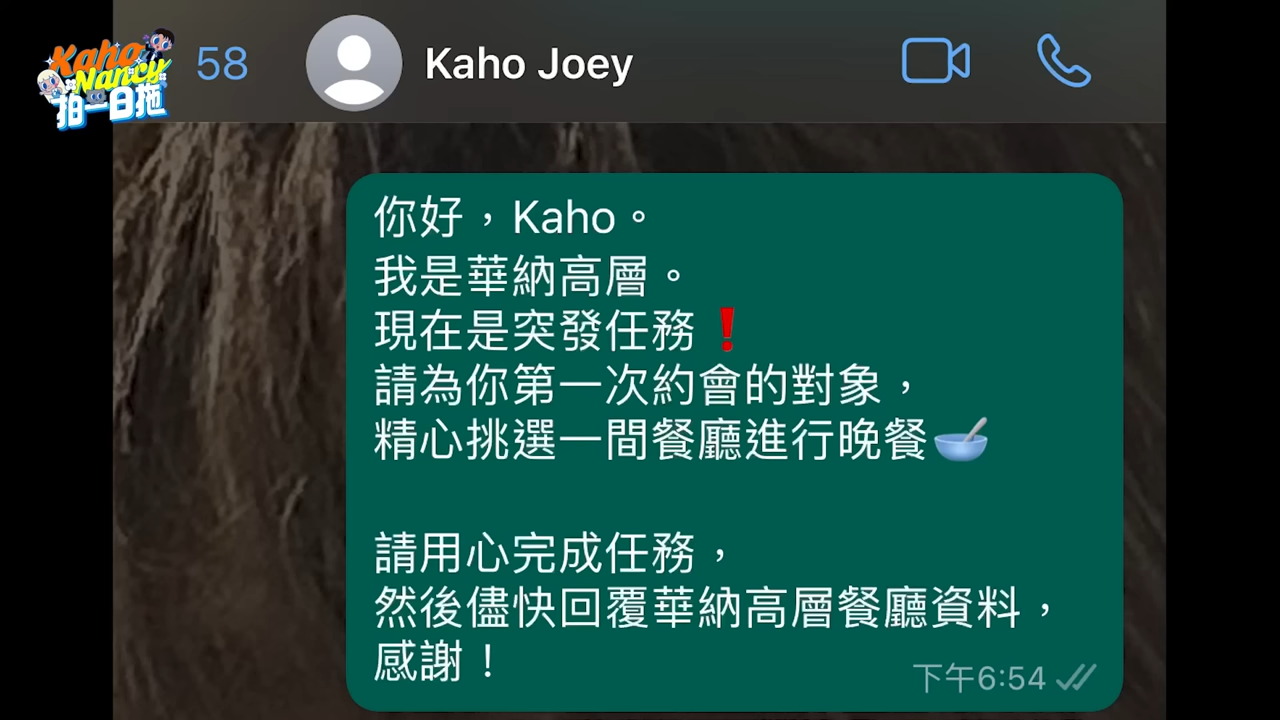 Kaho
Nancy
拍一日拖
58
Kaho Joey
你好，Kaho。
我是華納高層。
現在是突發任務❗
請為你第一次約會的對象，
精心挑選一間餐廳進行晚餐🥣
請用心完成任務，
然後儘快回覆華納高層餐廳資料，
感謝！
下午6:54